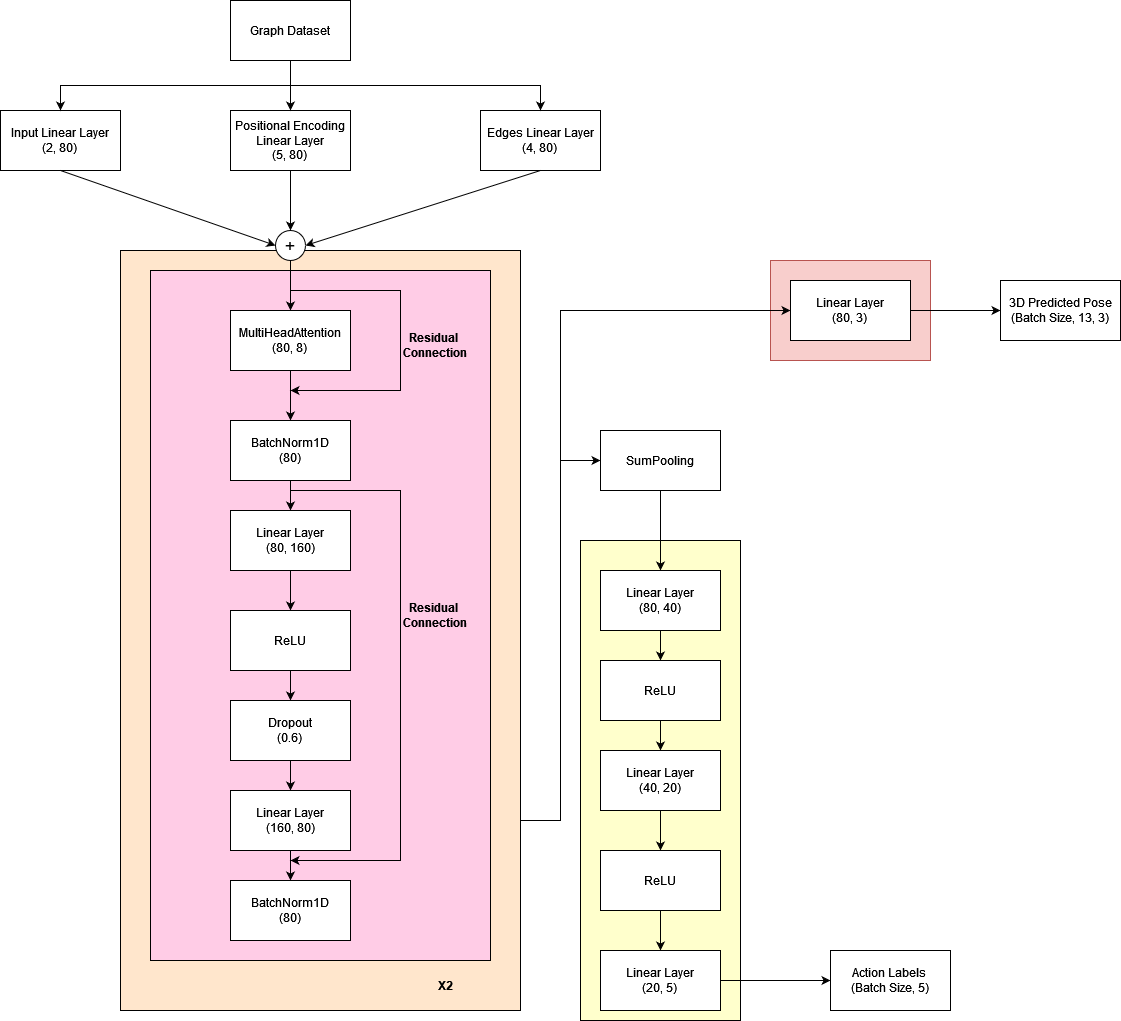 Graph Dataset
Input Linear Layer
(2, 80)
Positional Encoding
Linear Layer
(5, 80)
Edges Linear Layer
(4, 80)
+
MultiHeadAttention
(80, 8)
Residual
Connection
BatchNorm1D
(80)
Linear Layer
(80, 160)
ReLU
Residual
Connection
Dropout
(0.6)
Linear Layer
(160, 80)
BatchNorm1D
(80)
X2
Linear Layer
(80, 3)
3D Predicted Pose
(Batch Size, 13, 3)
SumPooling
Linear Layer
(80, 40)
ReLU
Linear Layer
(40, 20)
ReLU
Linear Layer
(20, 5)
Action Labels
(Batch Size, 5)